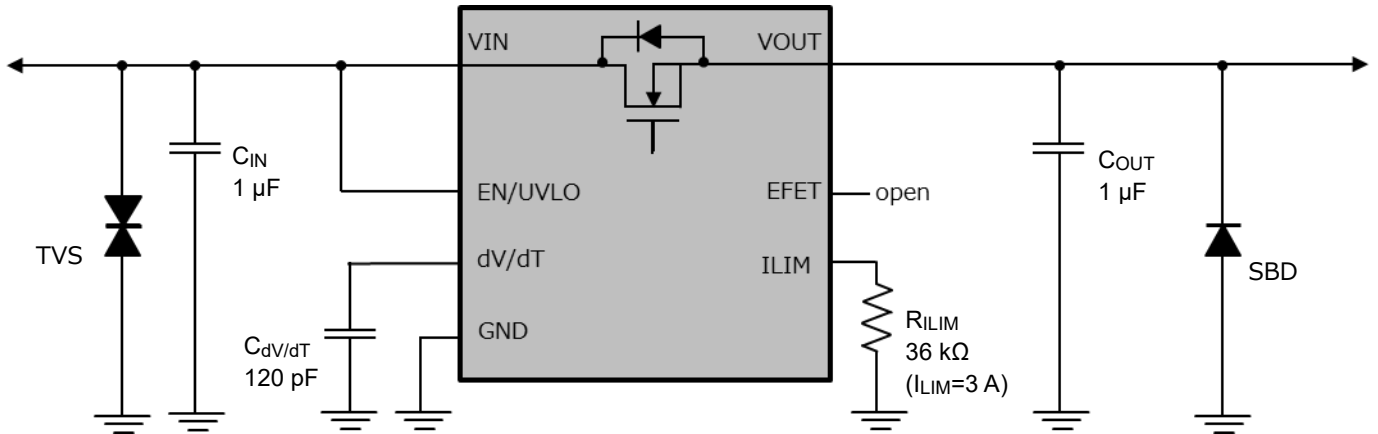 VIN
VOUT
CIN
1 µF
COUT
1 µF
EN/UVLO
EFET
open
TVS
dV/dT
ILIM
SBD
GND
CdV/dT
120 pF
RILIM
36 kΩ
(ILIM=3 A)